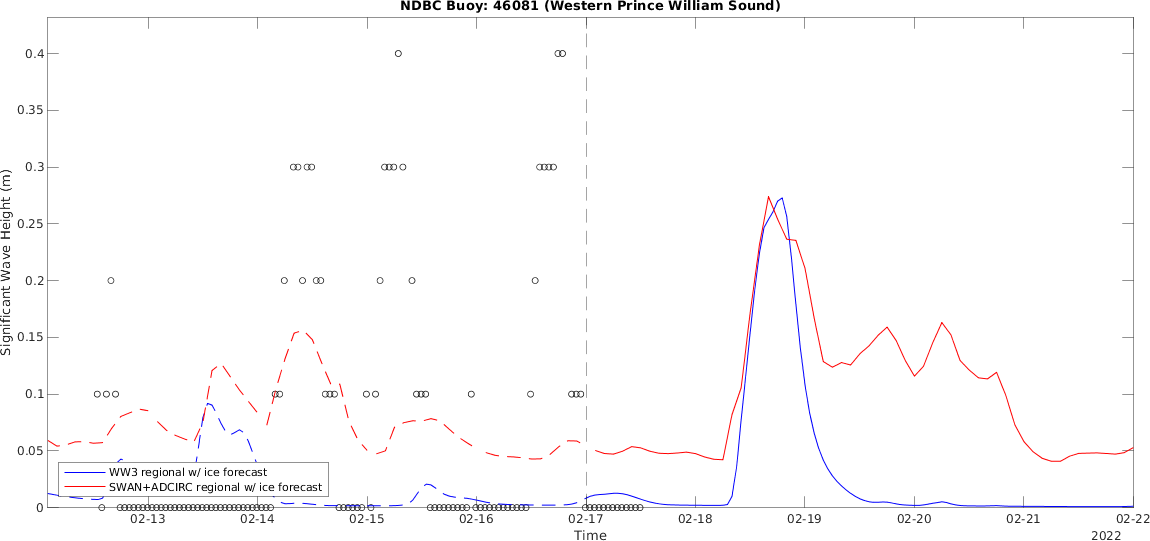 NDBC Buoy: 46081 (Western Prince William Sound)
Significant Wave Height (m)
0.4
0.35
0.3
0.25
0.2
0.15
0.1
0.05
0
WW3 regional w/ ice forecast
SWAN+ADCIRC regional w/ ice forecast
02-13 02-14 02-15 02-16 02-17 02-18 02-19 02-20 02-21 02-22
Time
2022